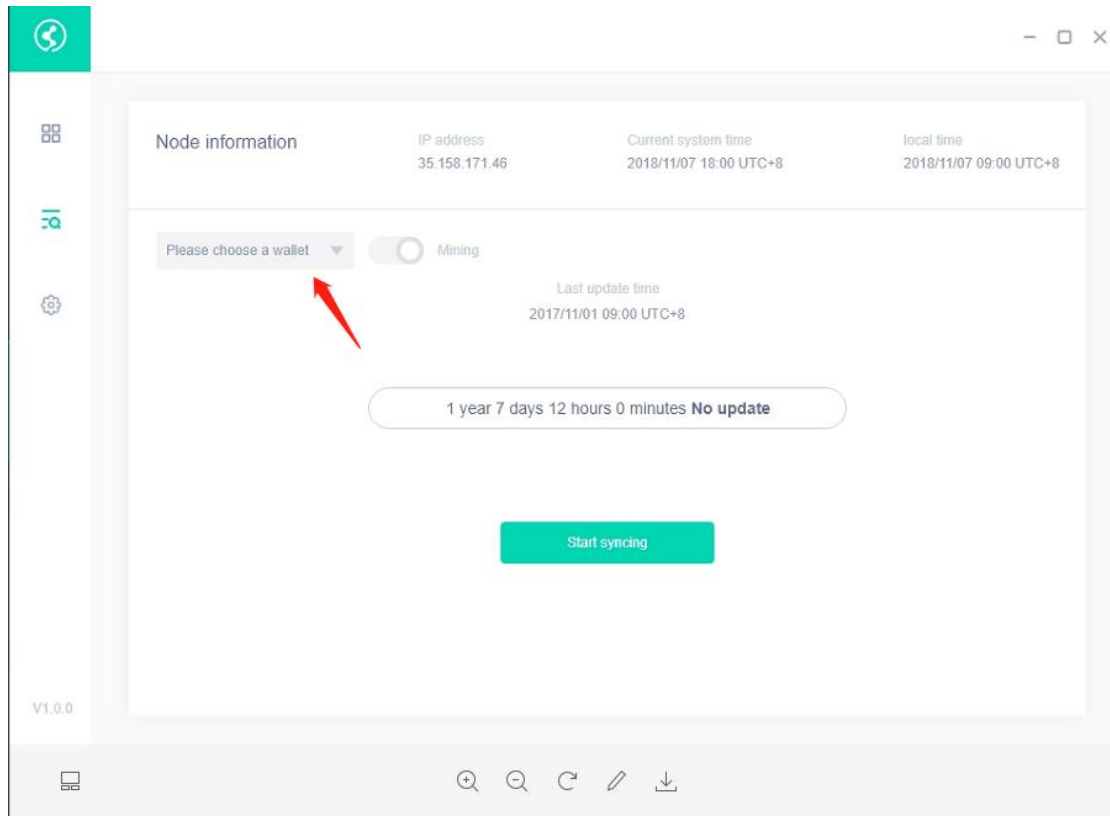 Node information
IP address
35.158.171.46
Current system time
2018/11/07 18:00 UTC+8
local time
2018/11/07 09:00 UTC+8
Please choose a wallet
Mining
Last update time
2017/11/01 09:00 UTC+8
1 year 7 days 12 hours 0 minutes No update
Start syncing
V1.0.0